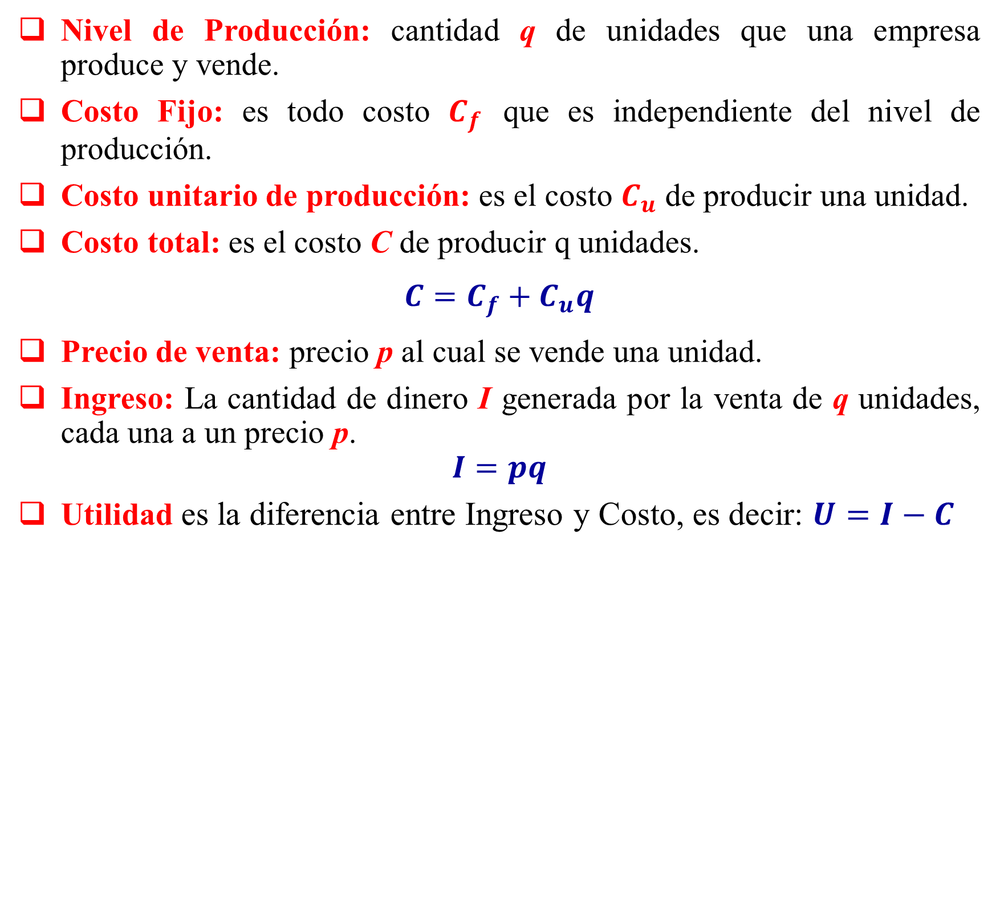 ❑ Nivel de Producción: cantidad q de unidades que una empresa
produce y vende.
❑ Costo Fijo: es todo costo C_f que es independiente del nivel de
producción.
❑ Costo unitario de producción: es el costo C_u de producir una unidad.
❑ Costo total: es el costo C de producir q unidades.
C = C_f + C_u q
❑ Precio de venta: precio p al cual se vende una unidad.
❑ Ingreso: La cantidad de dinero I generada por la venta de q unidades,
cada una a un precio p.
I = pq
❑ Utilidad es la diferencia entre Ingreso y Costo, es decir: U = I − C